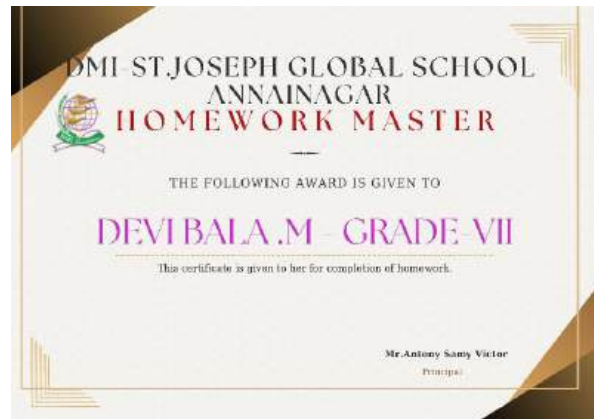 DMI-ST.JOSEPH GLOBAL SCHOOL
ANNAINAGAR
HOMEWORK MASTER
THE FOLLOWING AWARD IS GIVEN TO
DEVI BALA .M - GRADE-VII
This certificate is given to her for completion of homework.
Mr.Antony Samy Victor
Principal